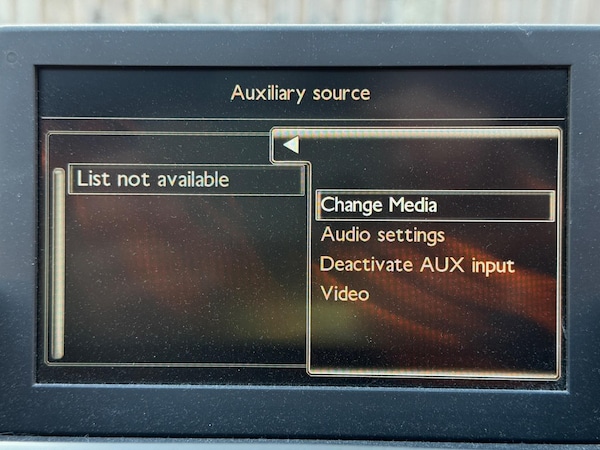 Auxiliary source
List not available
Change Media
Audio settings
Deactivate AUX input
Video